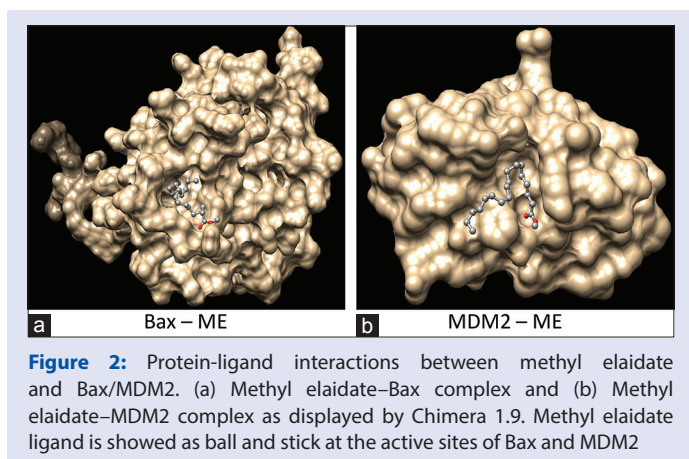 a Bax – ME
b MDM2 – ME
Figure 2: Protein-ligand interactions between methyl elaidate
and Bax/MDM2. (a) Methyl elaidate–Bax complex and (b) Methyl
elaidate–MDM2 complex as displayed by Chimera 1.9. Methyl elaidate
ligand is showed as ball and stick at the active sites of Bax and MDM2